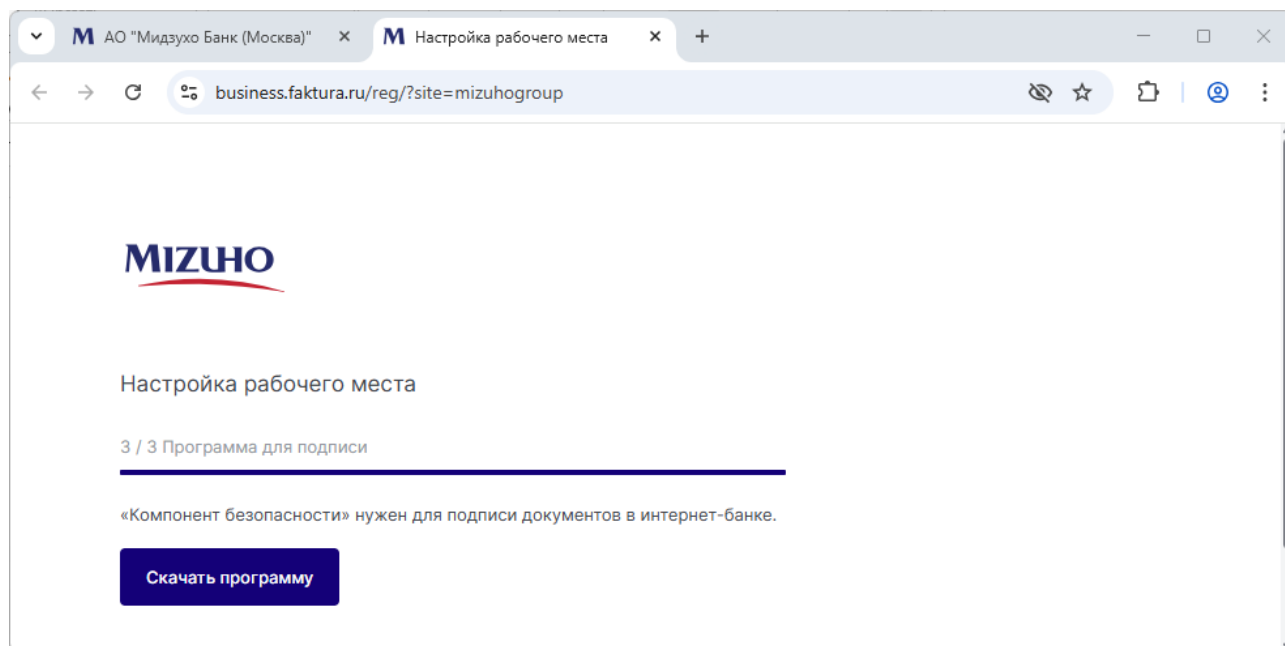 АО "Мидзухо Банк (Москва)"
Настройка рабочего места
business.faktura.ru/reg/?site=mizuhogroup
MIZUHO
Настройка рабочего места
3 / 3 Программа для подписи
«Компонент безопасности» нужен для подписи документов в интернет-банке.
Скачать программу